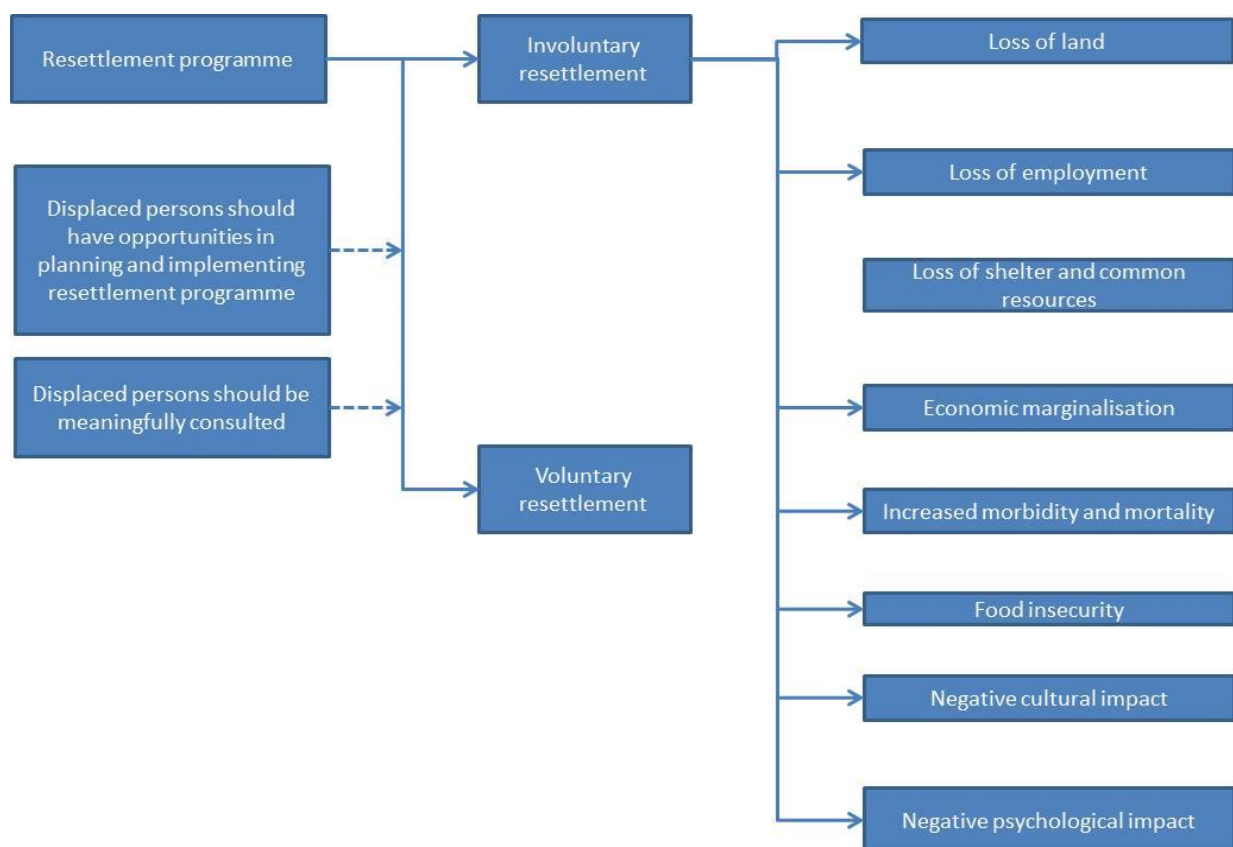 Resettlement programme
Involuntary
resettlement
Loss of land
Displaced persons should
have opportunities in
planning and implementing
resettlement programme
Loss of employment
Loss of shelter and common
resources
Displaced persons should be
meaningfully consulted
Economic marginalisation
Voluntary
resettlement
Increased morbidity and mortality
Food insecurity
Negative cultural impact
Negative psychological impact